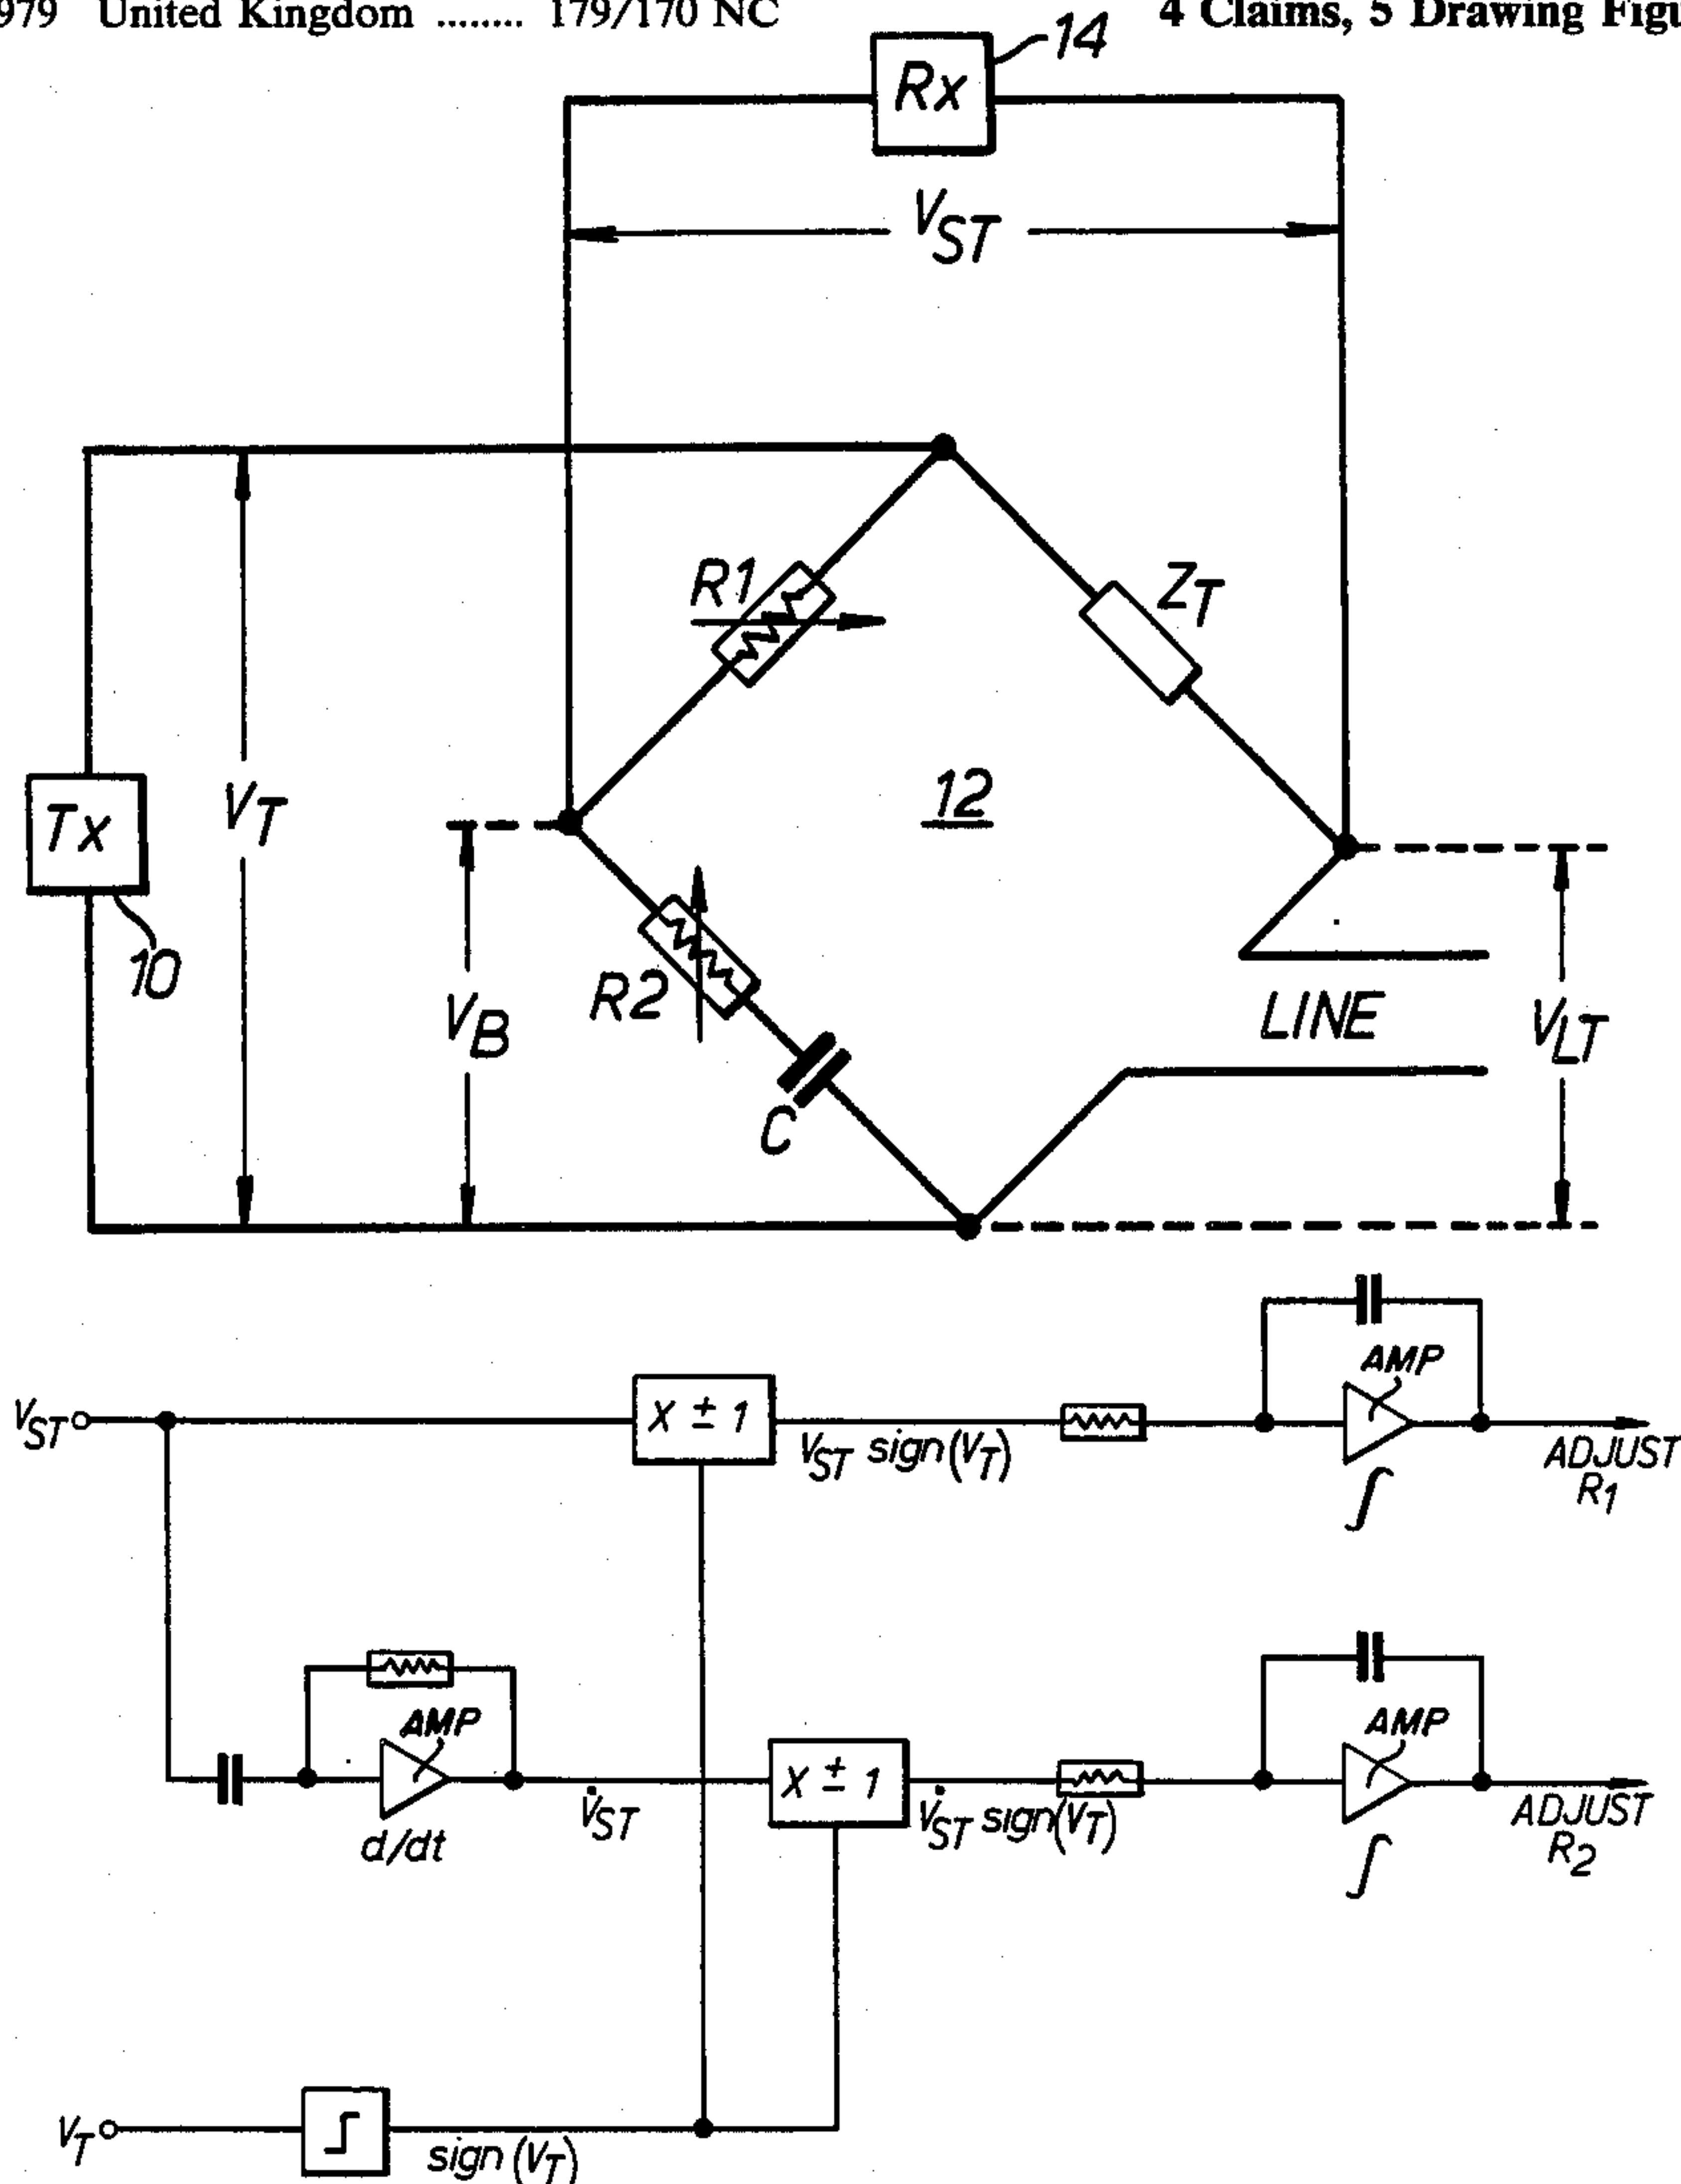 979 United Kingdom ........ 179/170 NC
4 Claims, 5 Drawing Figu
14
Rx
VST
R1
ZT
Tx
VT
12
10
R2
VB
LINE
VLT
C
AMP
VST
X ± 1
VST sign(VT)
ADJUST
R1
∫
AMP
AMP
X ± 1
V̇ST
V̇ST sign(VT)
ADJUST
R2
d/dt
∫
VT
sign (VT)